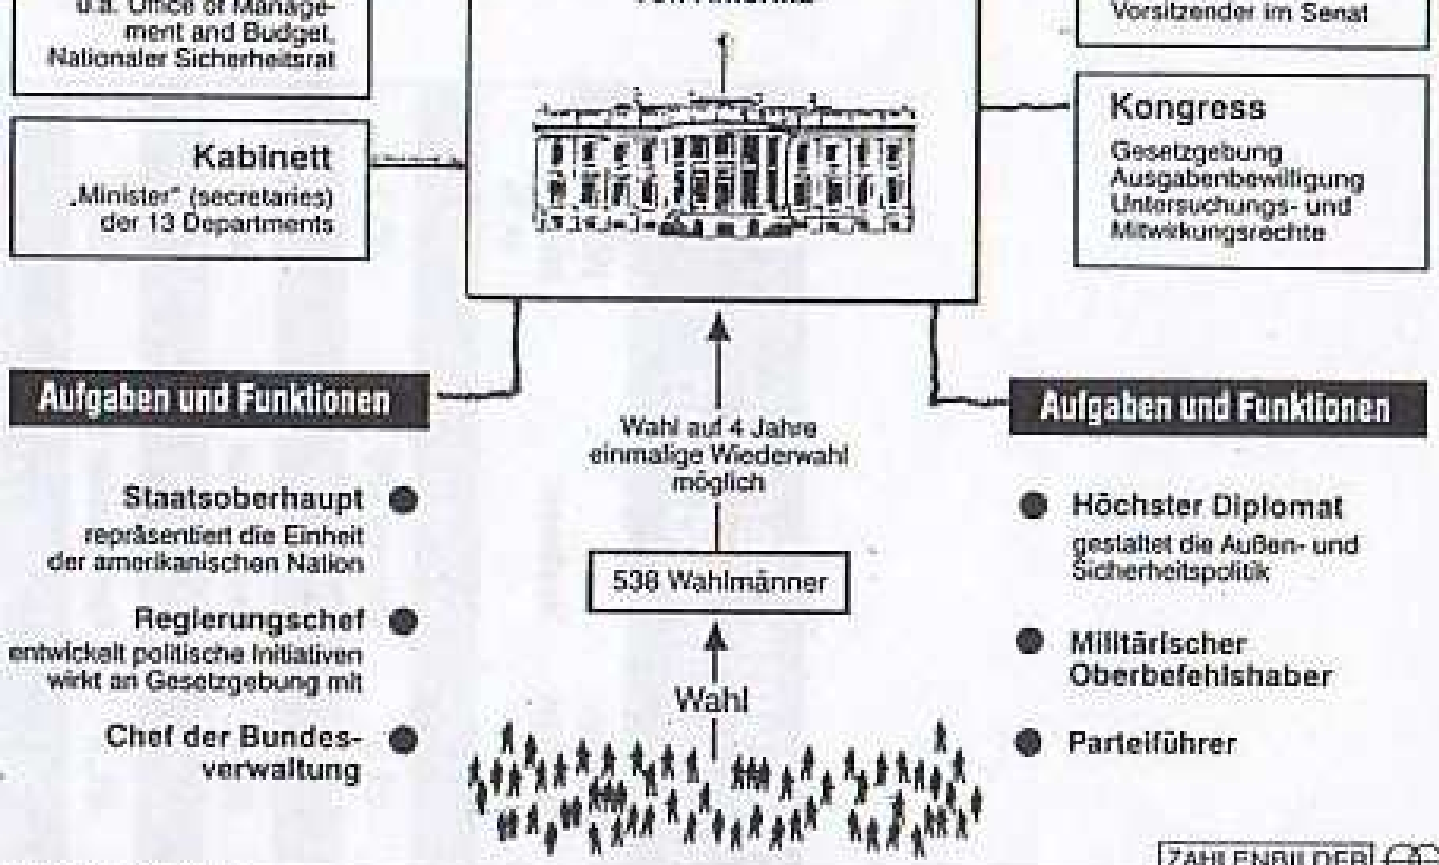 u.a. Office of Manage-
ment and Budget,
Nationaler Sicherheitsrat
Vorsitzender im Senat
Kabinett
„Minister“ (secretaries)
der 13 Departments
Kongress
Gesetzgebung
Ausgabenbewilligung
Untersuchungs- und
Mitwirkungsrechte
Aufgaben und Funktionen
Staatsoberhaupt
repräsentiert die Einheit
der amerikanischen Nation
Regierungschef
entwickelt politische Initiativen
wirkt an Gesetzgebung mit
Chef der Bundes-
verwaltung
Wahl auf 4 Jahre
einmalige Wiederwahl
möglich
538 Wahlmänner
Wahl
Aufgaben und Funktionen
Höchster Diplomat
gestaltet die Außen- und
Sicherheitspolitik
Militärischer
Oberbefehlshaber
Parteiführer
ZAHLENBILDER